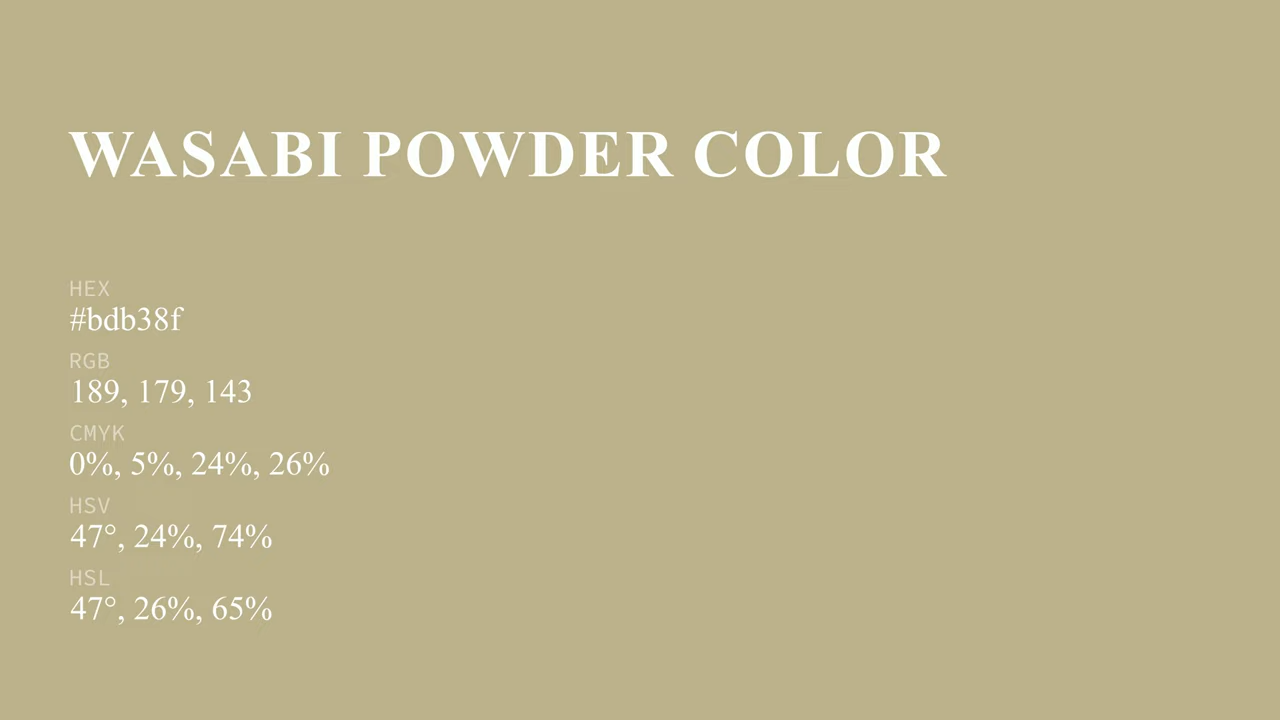 WASABI POWDER COLOR
HEX
#bdb38f
RGB
189, 179, 143
CMYK
0%, 5%, 24%, 26%
HSV
47°, 24%, 74%
HSL
47°, 26%, 65%